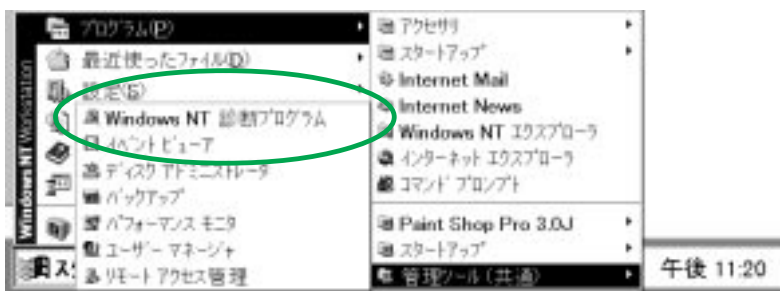 プログラム(P)
最近使ったファイル(D)
設定(S)
Windows NT 診断プログラム
イベント ビューア
ディスク アドミニストレータ
バックアップ
パフォーマンス モニタ
ユーザー マネージャ
リモート アクセス管理
アクセサリ
スタートアップ
Internet Mail
Internet News
Windows NT エクスプローラ
インターネット エクスプローラ
コマンド プロンプト
Paint Shop Pro 3.0J
スタートアップ
管理ツール (共通)
Windows NT Workstation
ス
午後 11:20